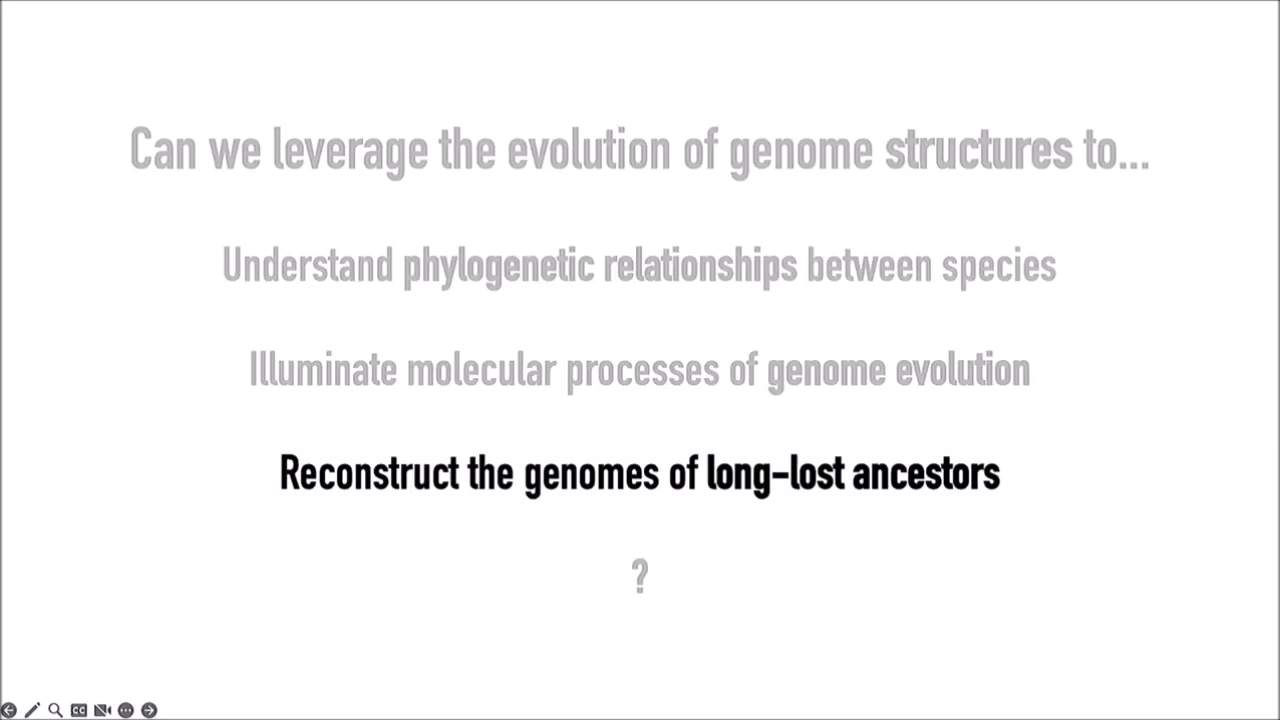 Can we leverage the evolution of genome structures to...
Understand phylogenetic relationships between species
Illuminate molecular processes of genome evolution
Reconstruct the genomes of long-lost ancestors
?
CC